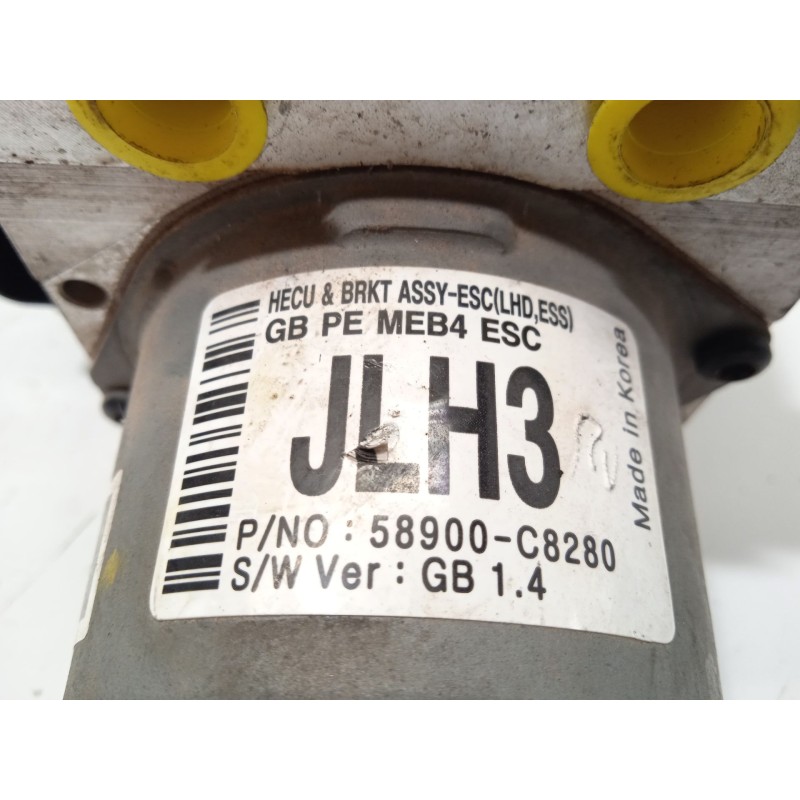 HECU & BRKT ASSY-ESC(LHD,ESS)
GB PE MEB4 ESC
JLH3
P/NO : 58900-C8280
S/W Ver : GB 1.4
Made In Korea